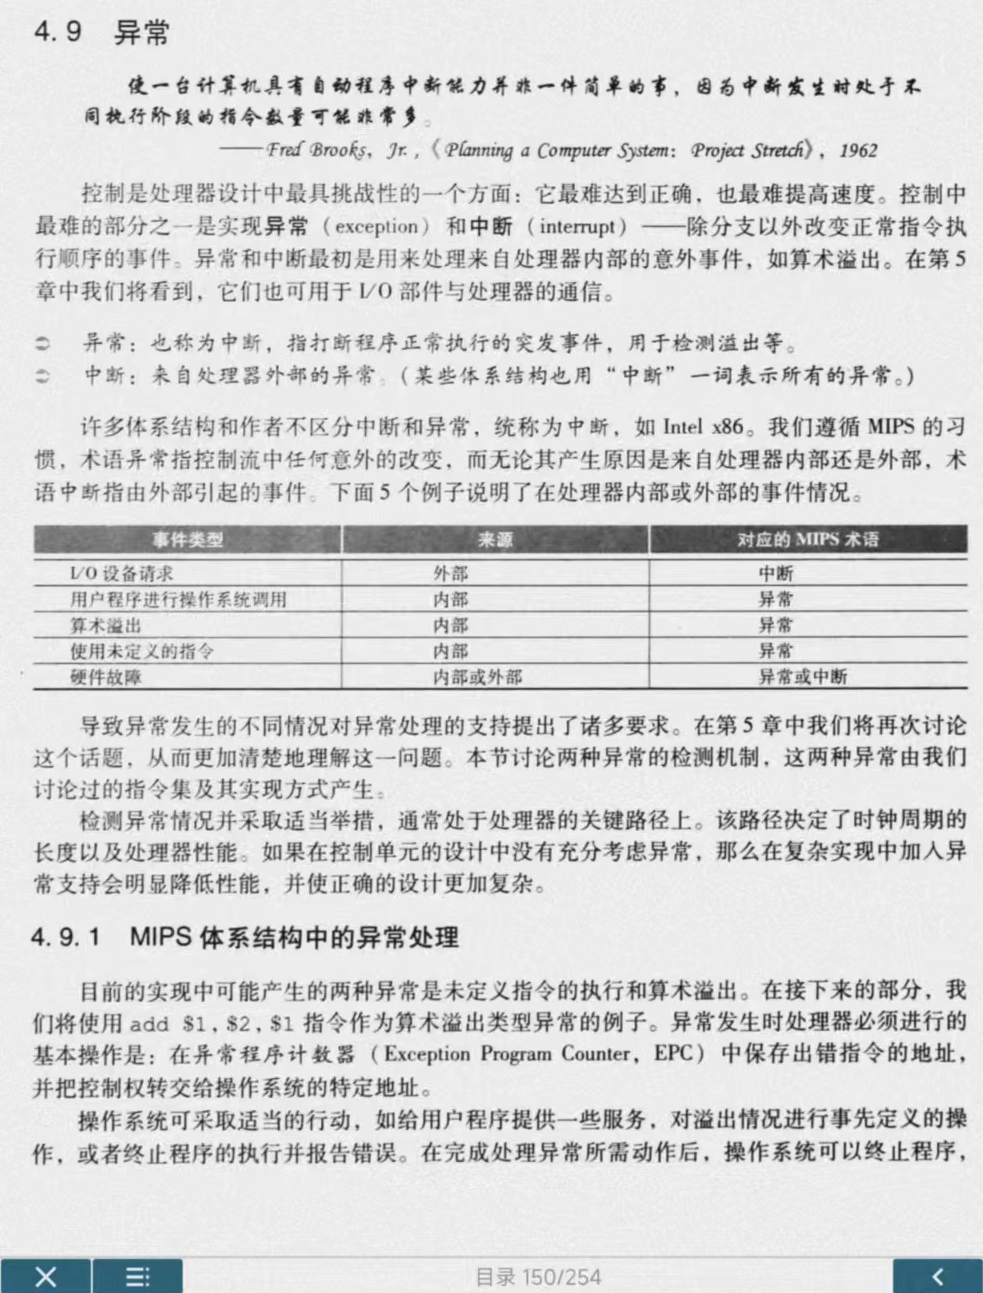 4.9 异常
使一台计算机具有自动程序中断能力并非一件简单的事，因为中断发生时处于不
同执行阶段的指令数量可能非常多。
——Fred Brooks, Jr.,《Planning a Computer System: Project Stretch》, 1962
控制是处理器设计中最具挑战性的一个方面：它最难达到正确，也最难提高速度。控制中
最难的部分之一是实现异常（exception）和中断（interrupt）——除分支以外改变正常指令执
行顺序的事件。异常和中断最初是用来处理来自处理器内部的意外事件，如算术溢出。在第5
章中我们将看到，它们也可用于 I/O 部件与处理器的通信。
异常：也称为中断，指打断程序正常执行的突发事件，用于检测溢出等。
中断：来自处理器外部的异常。（某些体系结构也用“中断”一词表示所有的异常。）
许多体系结构和作者不区分中断和异常，统称为中断，如 Intel x86。我们遵循 MIPS 的习
惯，术语异常指控制流中任何意外的改变，而无论其产生原因是来自处理器内部还是外部，术
语中断指由外部引起的事件。下面5个例子说明了在处理器内部或外部的事件情况。
事件类型 来源 对应的 MIPS 术语
I/O 设备请求 外部 中断
用户程序进行操作系统调用 内部 异常
算术溢出 内部 异常
使用未定义的指令 内部 异常
硬件故障 内部或外部 异常或中断
导致异常发生的不同情况对异常处理的支持提出了诸多要求。在第5章中我们将再次讨论
这个话题，从而更加清楚地理解这一问题。本节讨论两种异常的检测机制，这两种异常由我们
讨论过的指令集及其实现方式产生。
检测异常情况并采取适当举措，通常处于处理器的关键路径上。该路径决定了时钟周期的
长度以及处理器性能。如果在控制单元的设计中没有充分考虑异常，那么在复杂实现中加入异
常支持会明显降低性能，并使正确的设计更加复杂。
4.9.1 MIPS 体系结构中的异常处理
目前的实现中可能产生的两种异常是未定义指令的执行和算术溢出。在接下来的部分，我
们将使用 add $1,$2,$1 指令作为算术溢出类型异常的例子。异常发生时处理器必须进行的
基本操作是：在异常程序计数器（Exception Program Counter，EPC）中保存出错指令的地址，
并把控制权转交给操作系统的特定地址。
操作系统可采取适当的行动，如给用户程序提供一些服务，对溢出情况进行事先定义的操
作，或者终止程序的执行并报告错误。在完成处理异常所需动作后，操作系统可以终止程序，
目录 150/254